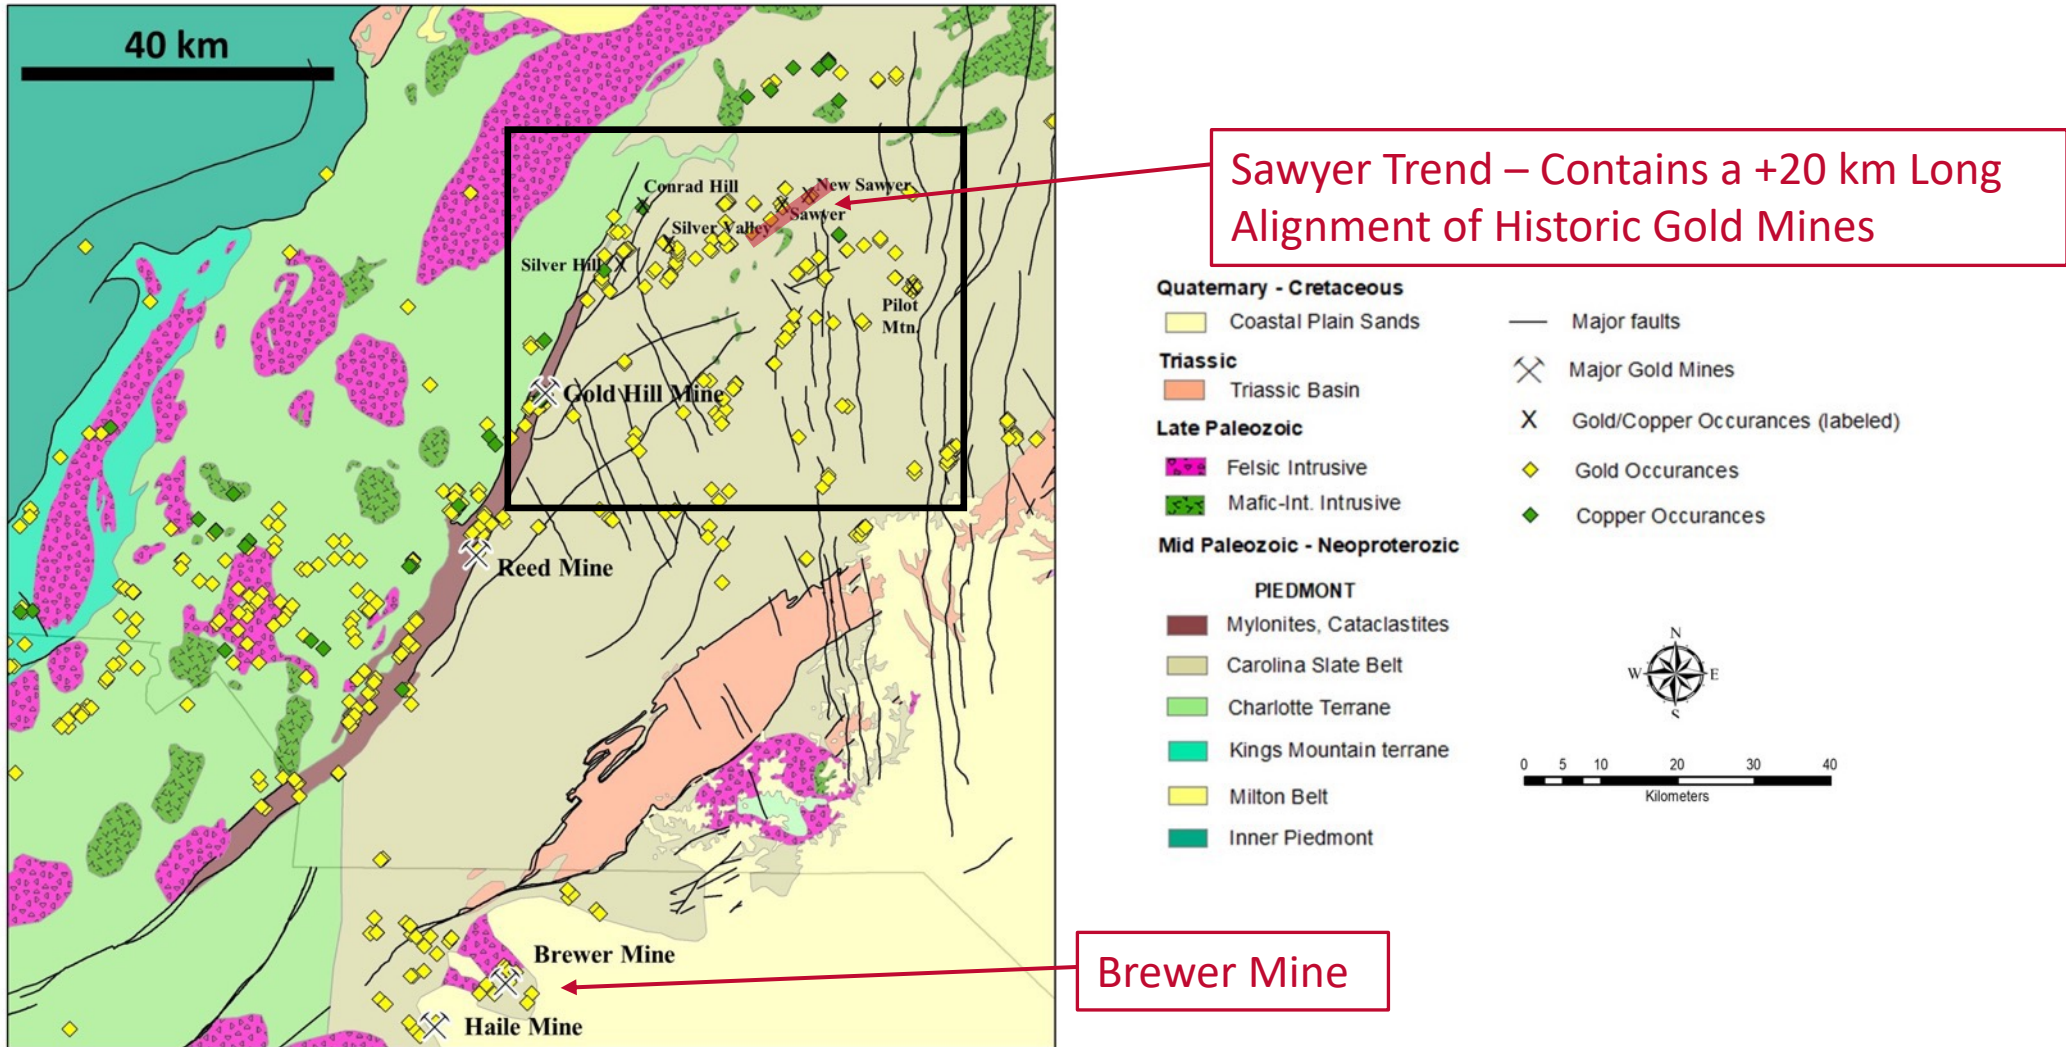 40 km
Conrad Hill
New Sawyer
Sawyer
Silver Valley
Silver Hill
Pilot
Mtn.
Gold Hill Mine
Reed Mine
Brewer Mine
Haile Mine
Sawyer Trend – Contains a +20 km Long
Alignment of Historic Gold Mines
Quaternary - Cretaceous
Coastal Plain Sands
Triassic
Triassic Basin
Late Paleozoic
Felsic Intrusive
Mafic-Int. Intrusive
Mid Paleozoic - Neoproterozic
PIEDMONT
Mylonites, Cataclastites
Carolina Slate Belt
Charlotte Terrane
Kings Mountain terrane
Milton Belt
Inner Piedmont
Major faults
Major Gold Mines
Gold/Copper Occurances (labeled)
Gold Occurances
Copper Occurances
N
W E
S
0 5 10 20 30 40
Kilometers
Brewer Mine